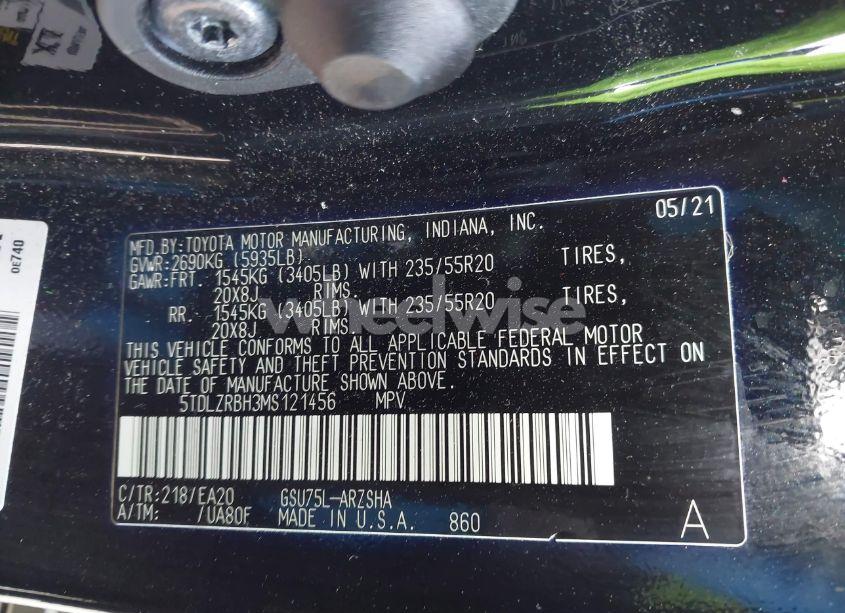 MFD.BY:TOYOTA MOTOR MANUFACTURING, INDIANA, INC. 05/21
GVWR:2690KG (5935LB)
GAWR:FRT. 1545KG (3405LB) WITH 235/55R20 TIRES,
20X8J RIMS.
RR. 1545KG (3405LB) WITH 235/55R20 TIRES,
20X8J RIMS.
wheelwise
THIS VEHICLE CONFORMS TO ALL APPLICABLE FEDERAL MOTOR
VEHICLE SAFETY AND THEFT PREVENTION STANDARDS IN EFFECT ON
THE DATE OF MANUFACTURE SHOWN ABOVE.
5TDLZRBH3MS121456 MPV
C/TR:218/EA20 GSU75L-ARZSHA
A/TM: /UA80F MADE IN U.S.A. 860 A
0E740